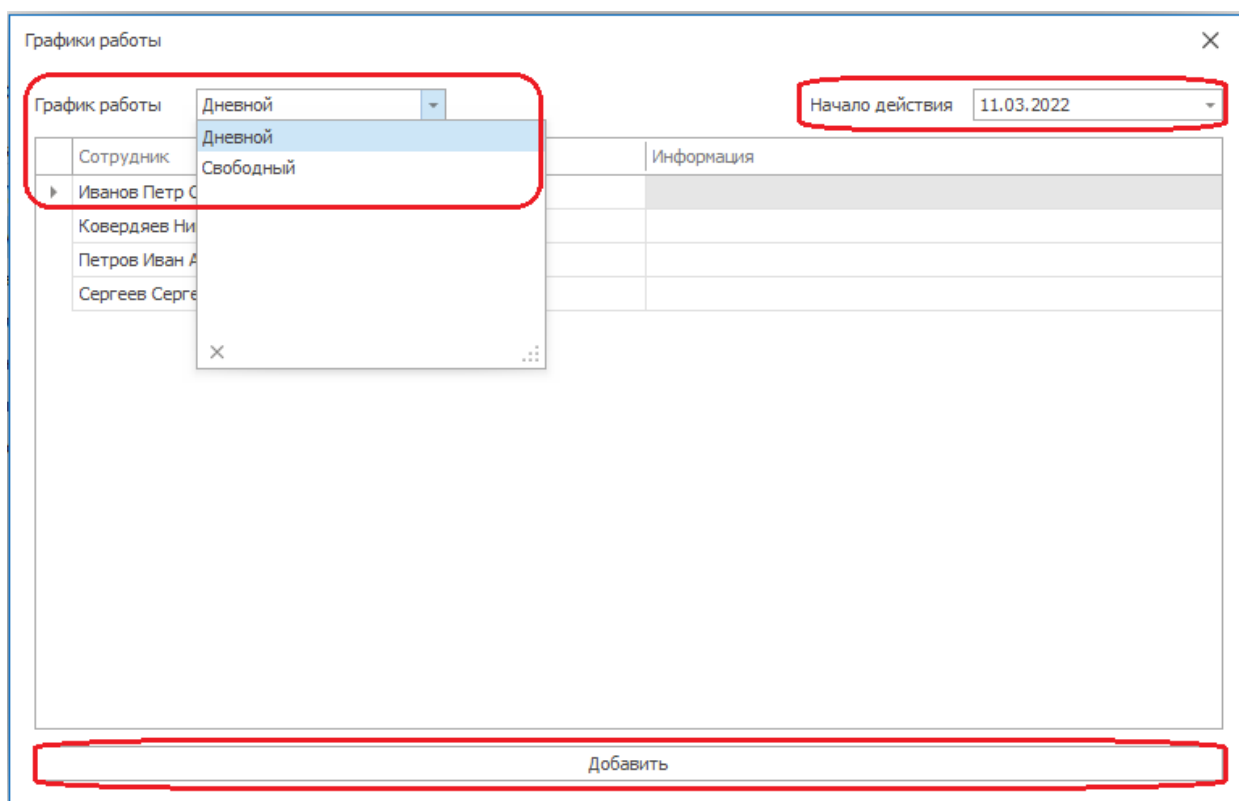 Графики работы
График работы Дневной Начало действия 11.03.2022
Дневной
Сотрудник Информация
Свободный
Иванов Петр
Ковердяев
Петров Иван
Сергеев
Добавить